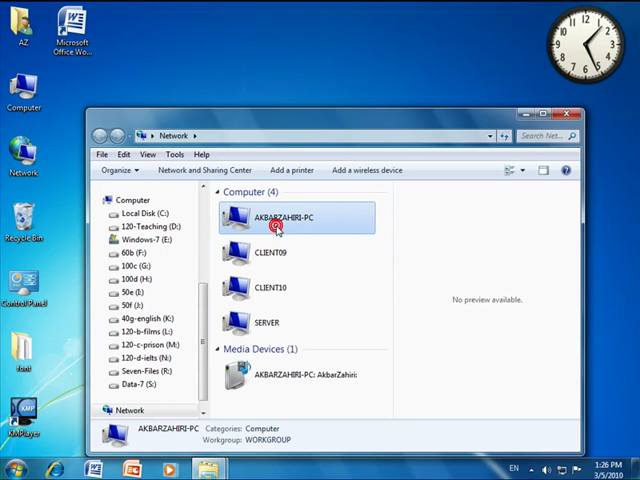 AZ
Microsoft
Office Wo...
Computer
Network
Recycle Bin
Control Panel
font
KMPlayer
Network
Search Net...
File Edit View Tools Help
Organize Network and Sharing Center Add a printer Add a wireless device
Computer
Local Disk (C:)
120-Teaching (D:)
Windows-7 (E:)
60b (F:)
100c (G:)
100d (H:)
50e (I:)
50f (J:)
40g-english (K:)
120-b-films (L:)
120-c-prison (M:)
120-d-ielts (N:)
Seven-Files (R:)
Data-7 (S:)
Network
Computer (4)
AKBARZAHIRI-PC
CLIENT09
CLIENT10
SERVER
Media Devices (1)
AKBARZAHIRI-PC: AkbarZahiri:
No preview available.
AKBARZAHIRI-PC Categories: Computer
Workgroup: WORKGROUP
EN
1:26 PM
3/5/2010